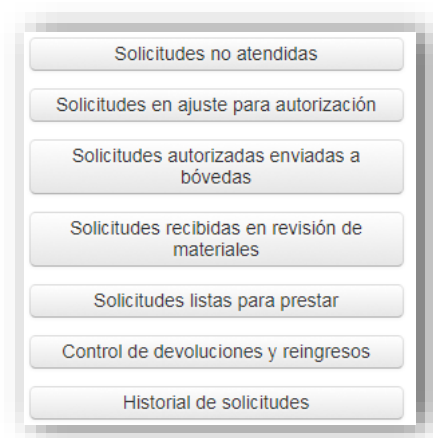 Solicitudes no atendidas
Solicitudes en ajuste para autorización
Solicitudes autorizadas enviadas a
bóvedas
Solicitudes recibidas en revisión de
materiales
Solicitudes listas para prestar
Control de devoluciones y reingresos
Historial de solicitudes